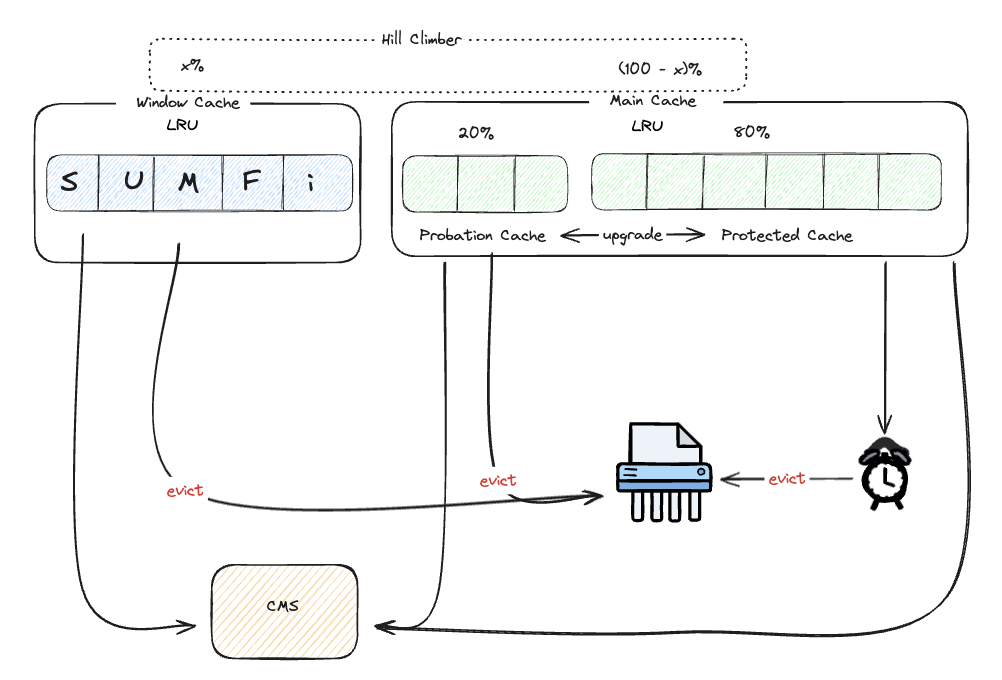 Hill Climber
x%
(100 - x)%
Window Cache
Main Cache
LRU
20%
LRU
80%
S U M F i
Probation Cache
upgrade
Protected Cache
evict
evict
evict
CMS